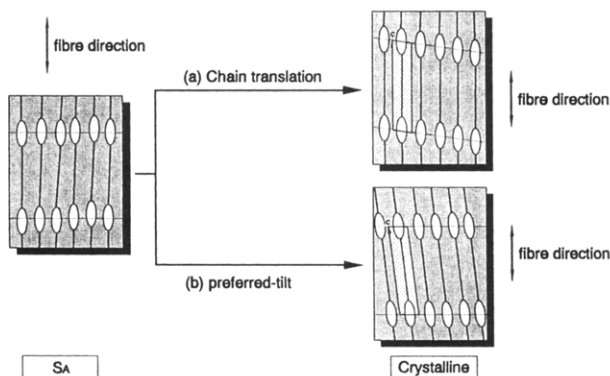 fibre direction
(a) Chain translation
c
fibre direction
c
fibre direction
(b) preferred-tilt
SA
Crystalline